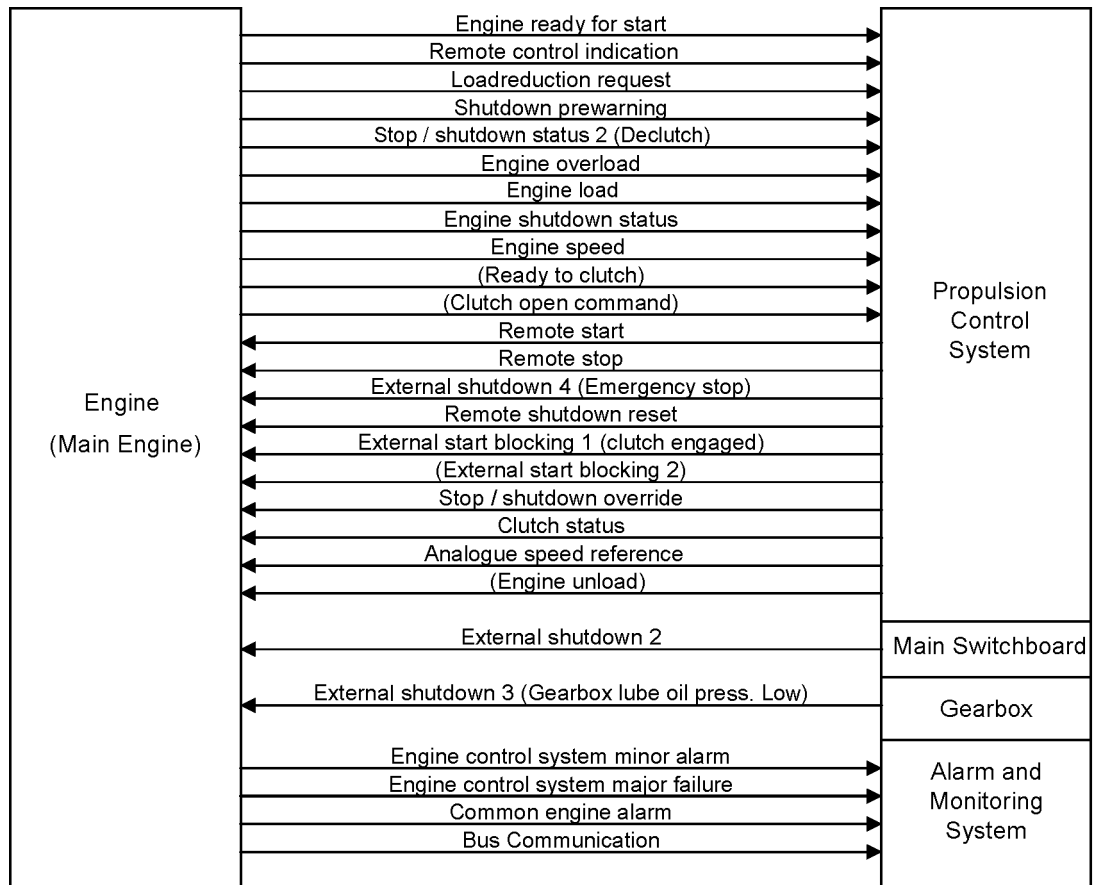 Engine ready for start
Remote control indication
Loadreduction request
Shutdown prewarning
Stop / shutdown status 2 (Declutch)
Engine overload
Engine load
Engine shutdown status
Engine speed
(Ready to clutch)
(Clutch open command)
Remote start
Remote stop
External shutdown 4 (Emergency stop)
Remote shutdown reset
External start blocking 1 (clutch engaged)
(External start blocking 2)
Stop / shutdown override
Clutch status
Analogue speed reference
(Engine unload)
Engine
(Main Engine)
Propulsion
Control
System
External shutdown 2
Main Switchboard
External shutdown 3 (Gearbox lube oil press. Low)
Gearbox
Engine control system minor alarm
Engine control system major failure
Common engine alarm
Bus Communication
Alarm and
Monitoring
System